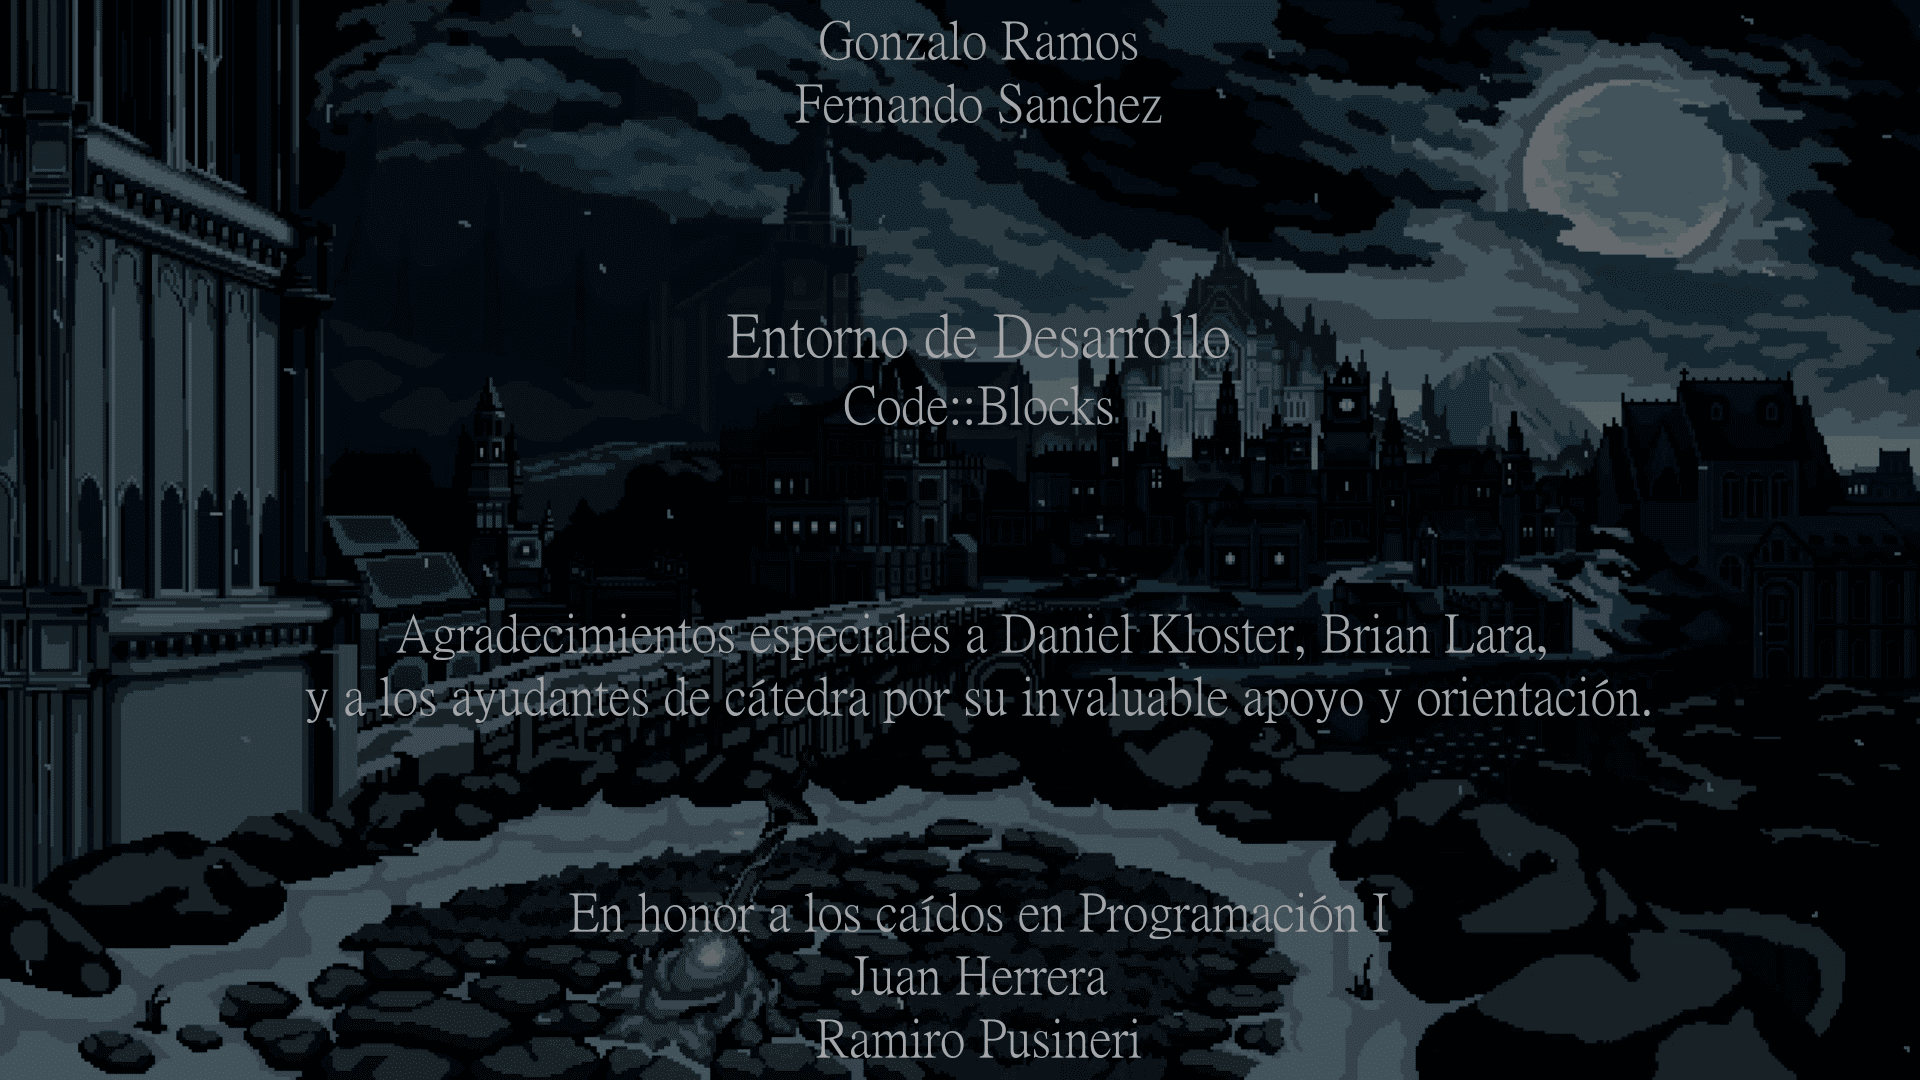 Gonzalo Ramos
Fernando Sanchez
Entorno de Desarrollo
Code::Blocks
Agradecimientos especiales a Daniel Kloster, Brian Lara,
y a los ayudantes de cátedra por su invaluable apoyo y orientación.
En honor a los caídos en Programación I
Juan Herrera
Ramiro Pusineri